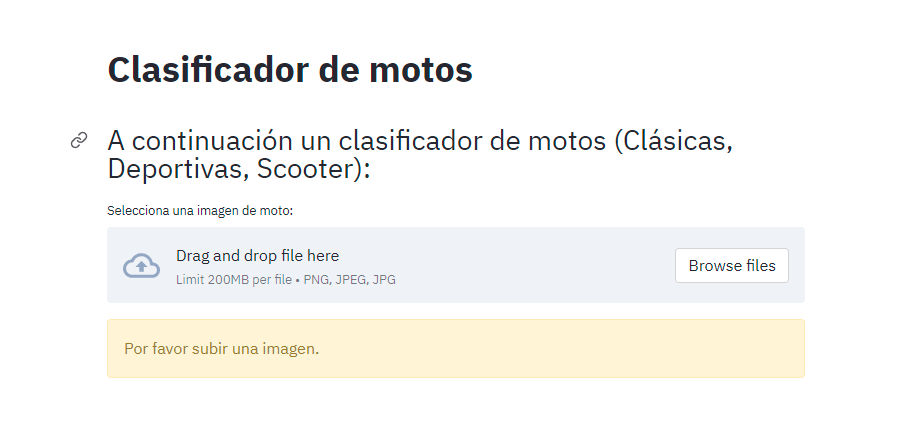 Clasificador de motos
A continuación un clasificador de motos (Clásicas,
Deportivas, Scooter):
Selecciona una imagen de moto:
Drag and drop file here
Limit 200MB per file • PNG, JPEG, JPG
Browse files
Por favor subir una imagen.